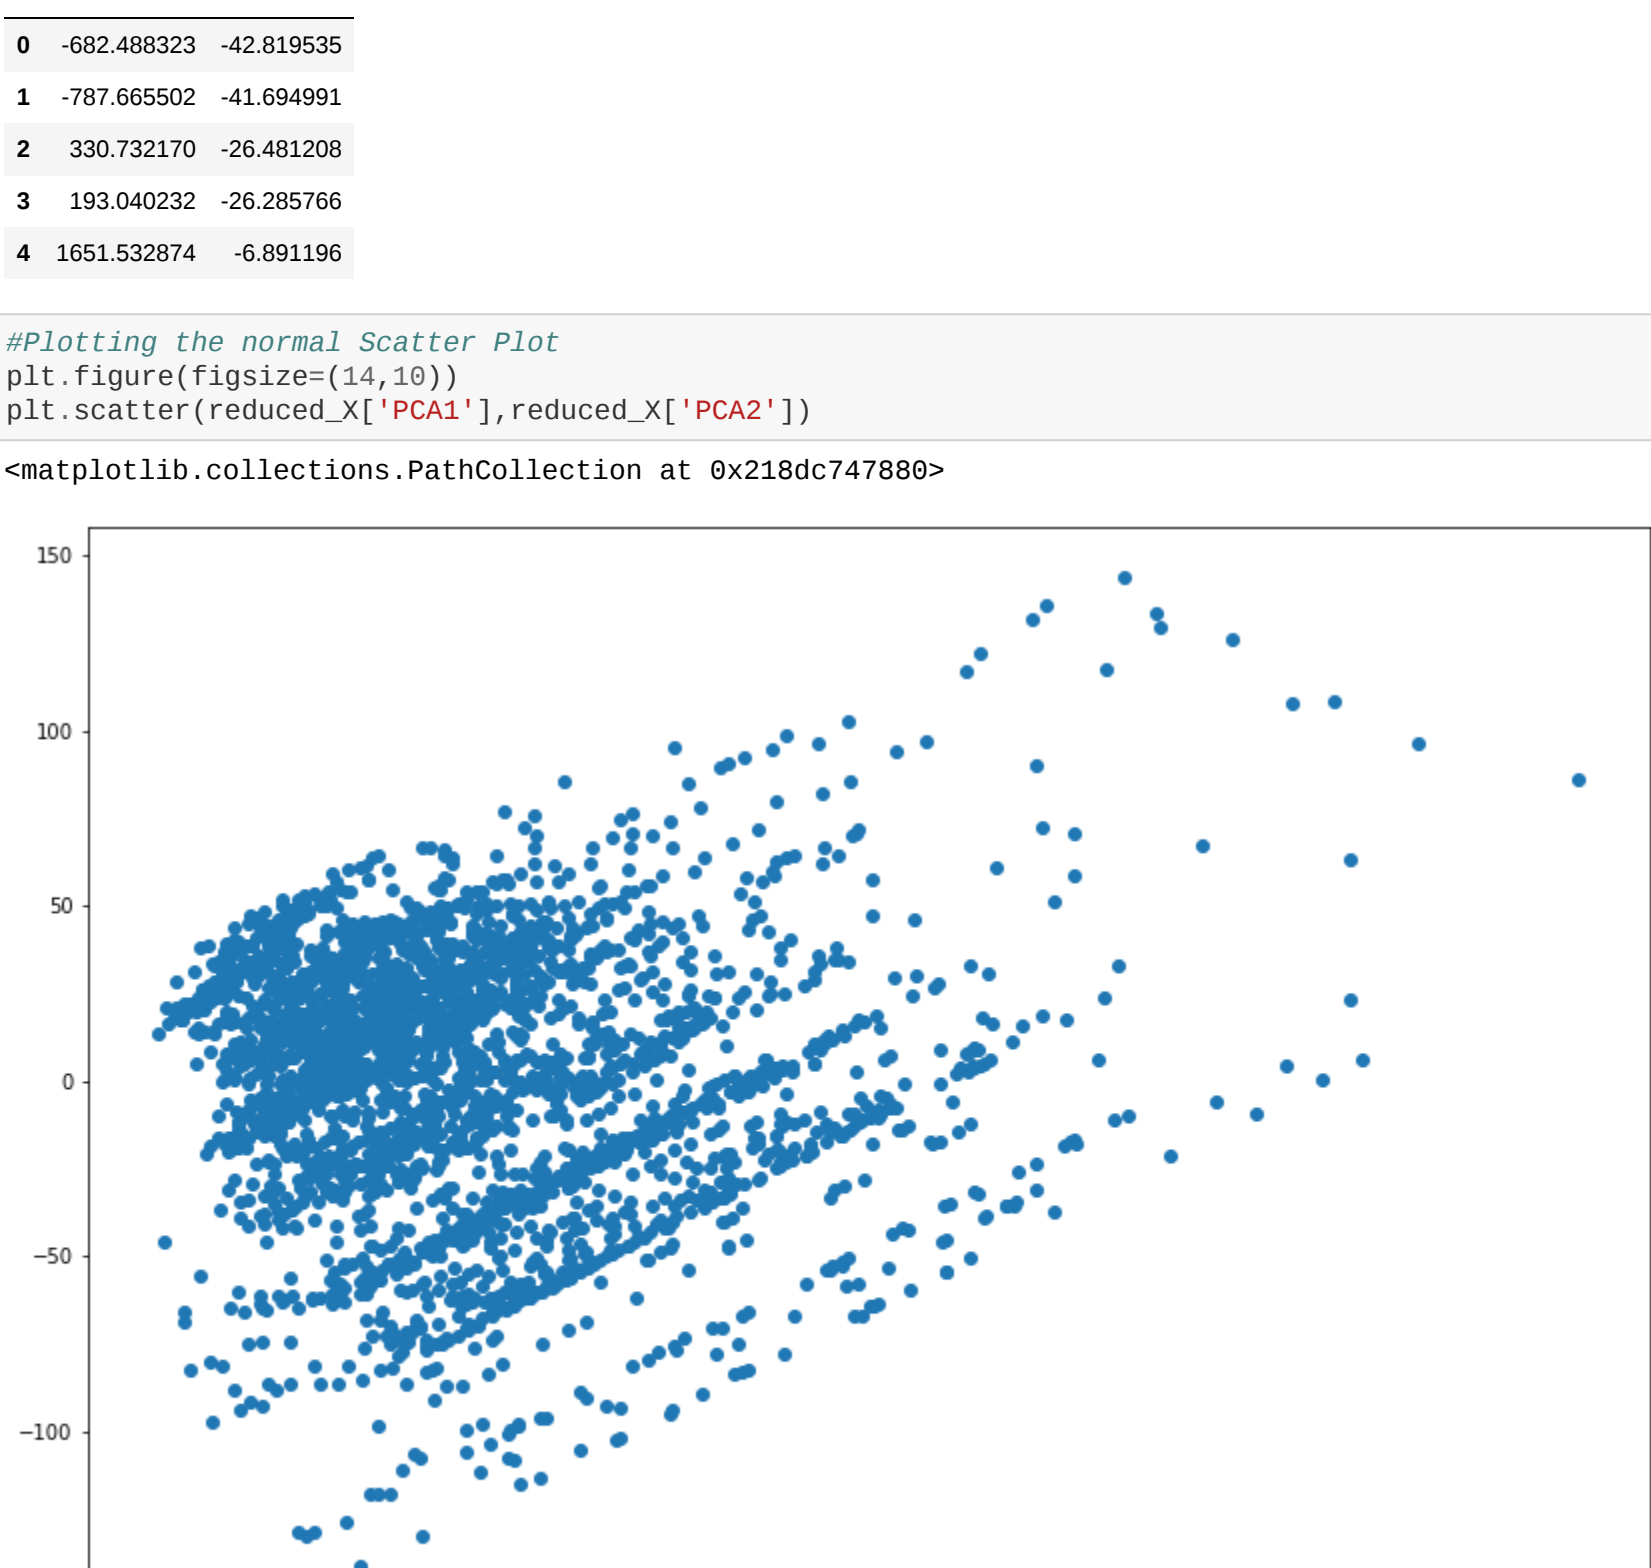 0 -682.488323 -42.819535
1 -787.665502 -41.694991
2 330.732170 -26.481208
3 193.040232 -26.285766
4 1651.532874 -6.891196
#Plotting the normal Scatter Plot
plt.figure(figsize=(14,10))
plt.scatter(reduced_X['PCA1'],reduced_X['PCA2'])
<matplotlib.collections.PathCollection at 0x218dc747880>
150
100
50
0
−50
−100